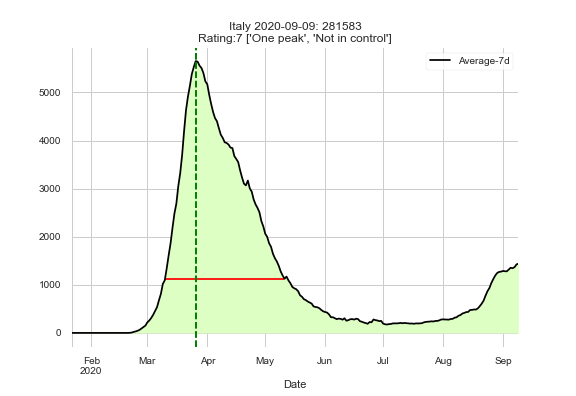 Italy 2020-09-09: 281583
Rating:7 ['One peak', 'Not in control']
Average-7d
5000
4000
3000
2000
1000
0
Feb Mar Apr May Jun Jul Aug Sep
2020
Date